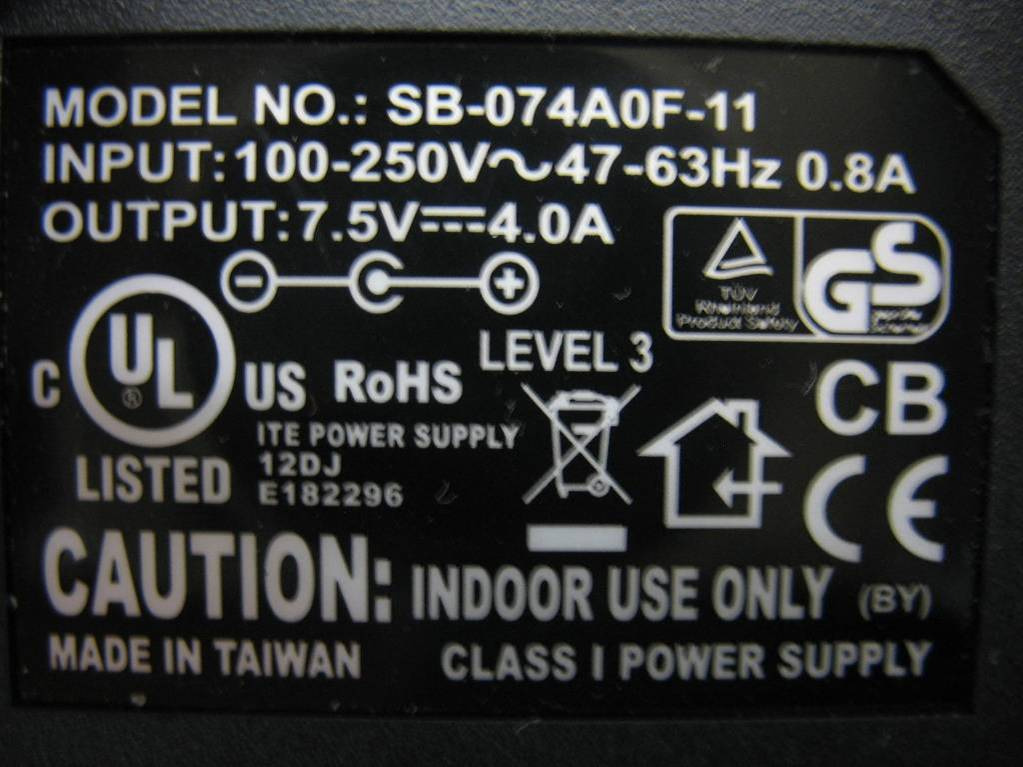 MODEL NO.: SB-074A0F-11
INPUT:100-250V~47-63Hz 0.8A
OUTPUT:7.5V⎓4.0A
- +
TÜV
Rheinland
Product Safety
GS
geprüfte
Sicherheit
C UL® US
LISTED
RoHS
LEVEL 3
ITE POWER SUPPLY
12DJ
E182296
CB
CE
CAUTION: INDOOR USE ONLY (BY)
MADE IN TAIWAN CLASS I POWER SUPPLY